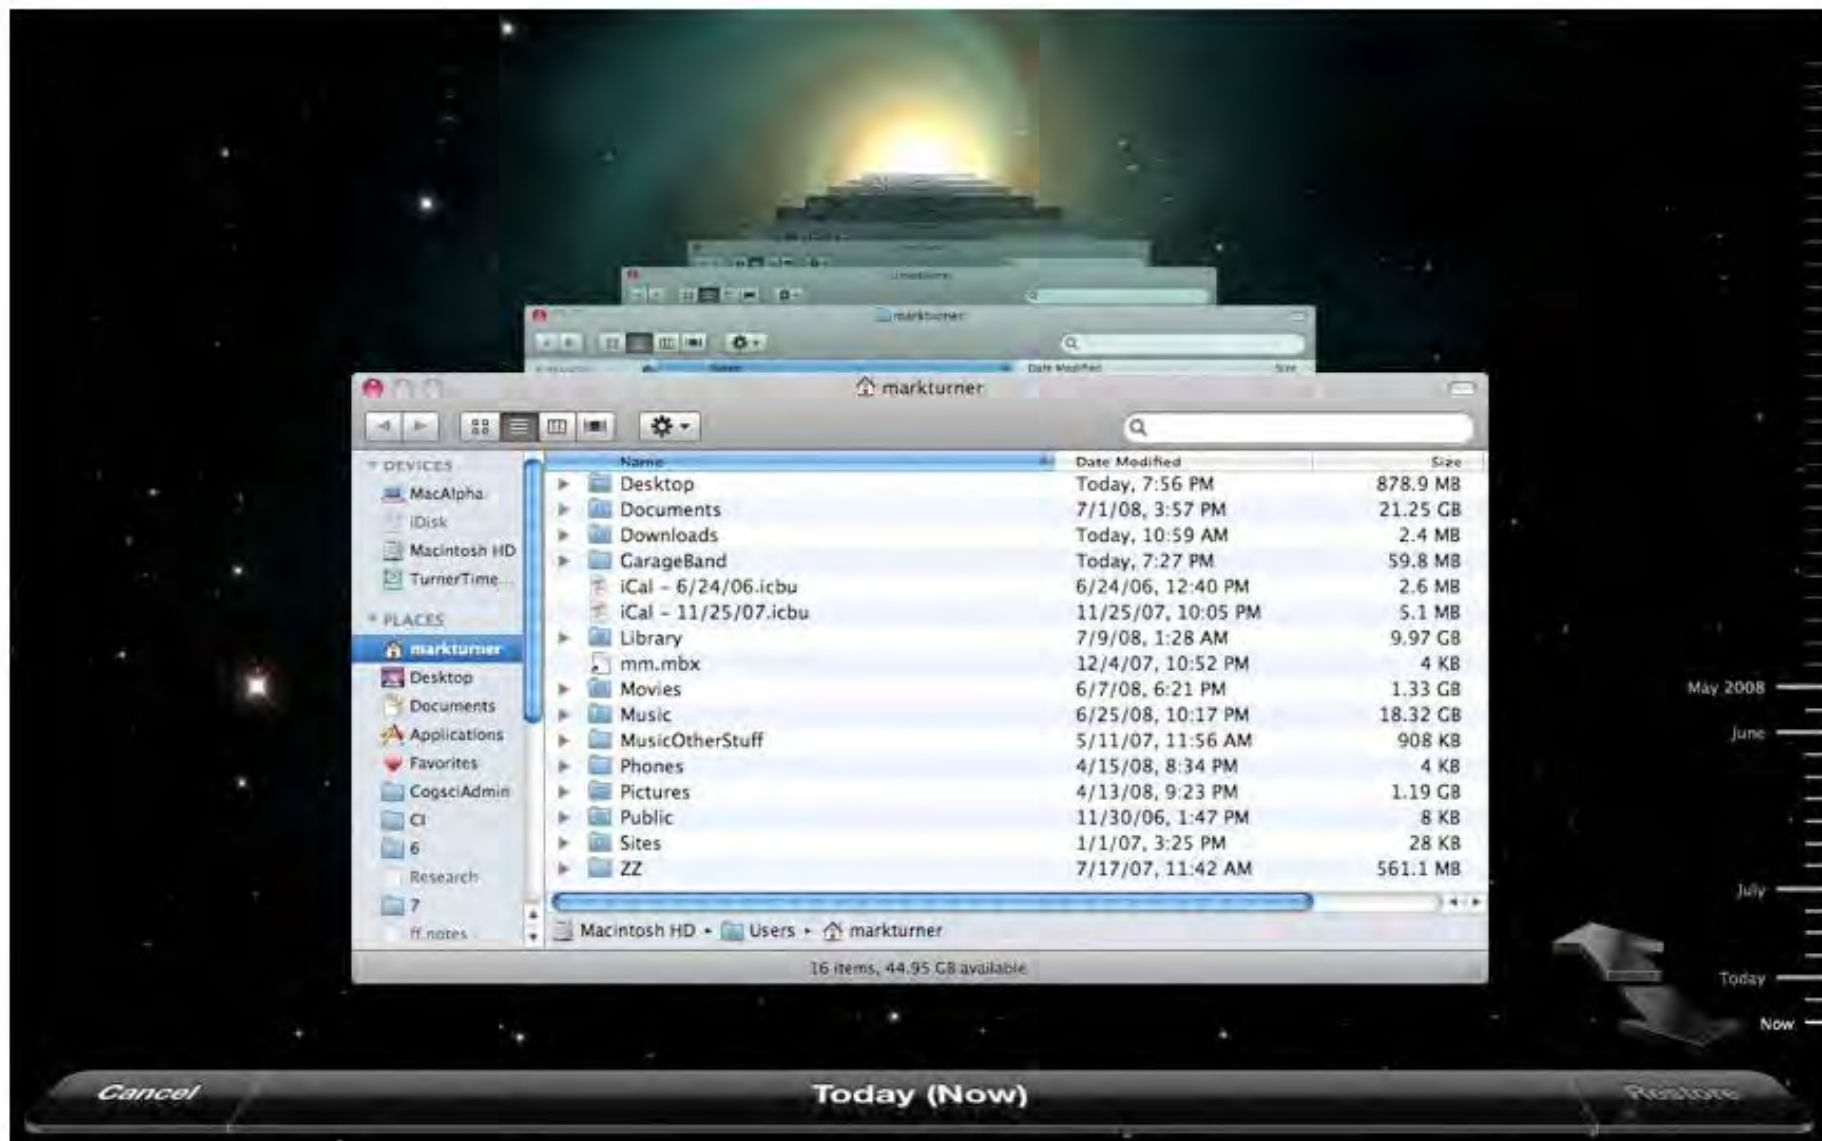 markturner
Name Date Modified Size
markturner
DEVICES
MacAlpha
iDisk
Macintosh HD
TurnerTime...
PLACES
markturner
Desktop
Documents
Applications
Favorites
CogsciAdmin
CI
6
Research
7
ff.notes
Name Date Modified Size
Desktop Today, 7:56 PM 878.9 MB
Documents 7/1/08, 3:57 PM 21.25 GB
Downloads Today, 10:59 AM 2.4 MB
GarageBand Today, 7:27 PM 59.8 MB
iCal – 6/24/06.icbu 6/24/06, 12:40 PM 2.6 MB
iCal – 11/25/07.icbu 11/25/07, 10:05 PM 5.1 MB
Library 7/9/08, 1:28 AM 9.97 GB
mm.mbx 12/4/07, 10:52 PM 4 KB
Movies 6/7/08, 6:21 PM 1.33 GB
Music 6/25/08, 10:17 PM 18.32 GB
MusicOtherStuff 5/11/07, 11:56 AM 908 KB
Phones 4/15/08, 8:34 PM 4 KB
Pictures 4/13/08, 9:23 PM 1.19 GB
Public 11/30/06, 1:47 PM 8 KB
Sites 1/1/07, 3:25 PM 28 KB
ZZ 7/17/07, 11:42 AM 561.1 MB
Macintosh HD ▸ Users ▸ markturner
16 items, 44.95 GB available
May 2008
June
July
Today
Now
Cancel Today (Now) Restore